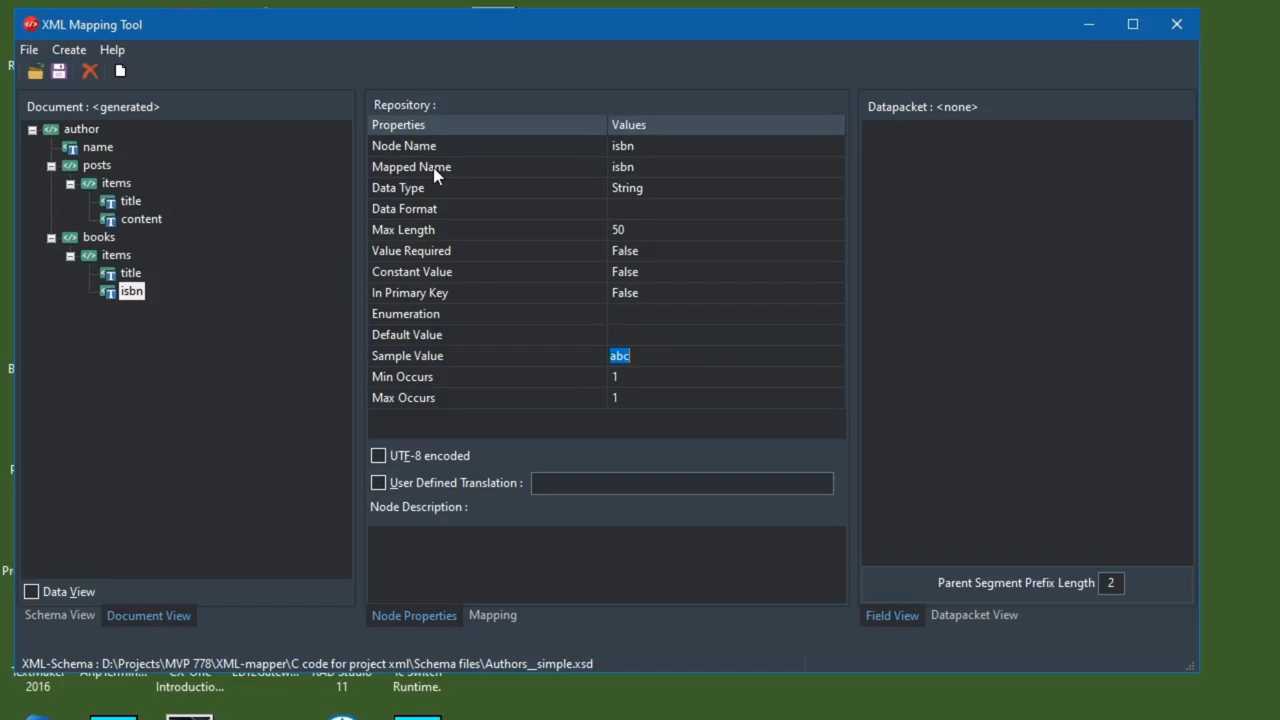 XML Mapping Tool
File Create Help
Document : <generated>
author
name
posts
items
title
content
books
items
title
isbn
Data View
Schema View Document View
Repository :
Properties Values
Node Name isbn
Mapped Name isbn
Data Type String
Data Format
Max Length 50
Value Required False
Constant Value False
In Primary Key False
Enumeration
Default Value
Sample Value abc
Min Occurs 1
Max Occurs 1
UTF-8 encoded
User Defined Translation :
Node Description :
Node Properties Mapping
Datapacket : <none>
Parent Segment Prefix Length 2
Field View Datapacket View
XML-Schema : D:\Projects\MVP 778\XML-mapper\C code for project xml\Schema files\Authors__simple.xsd
2016 Introductio... 11 Runtime.